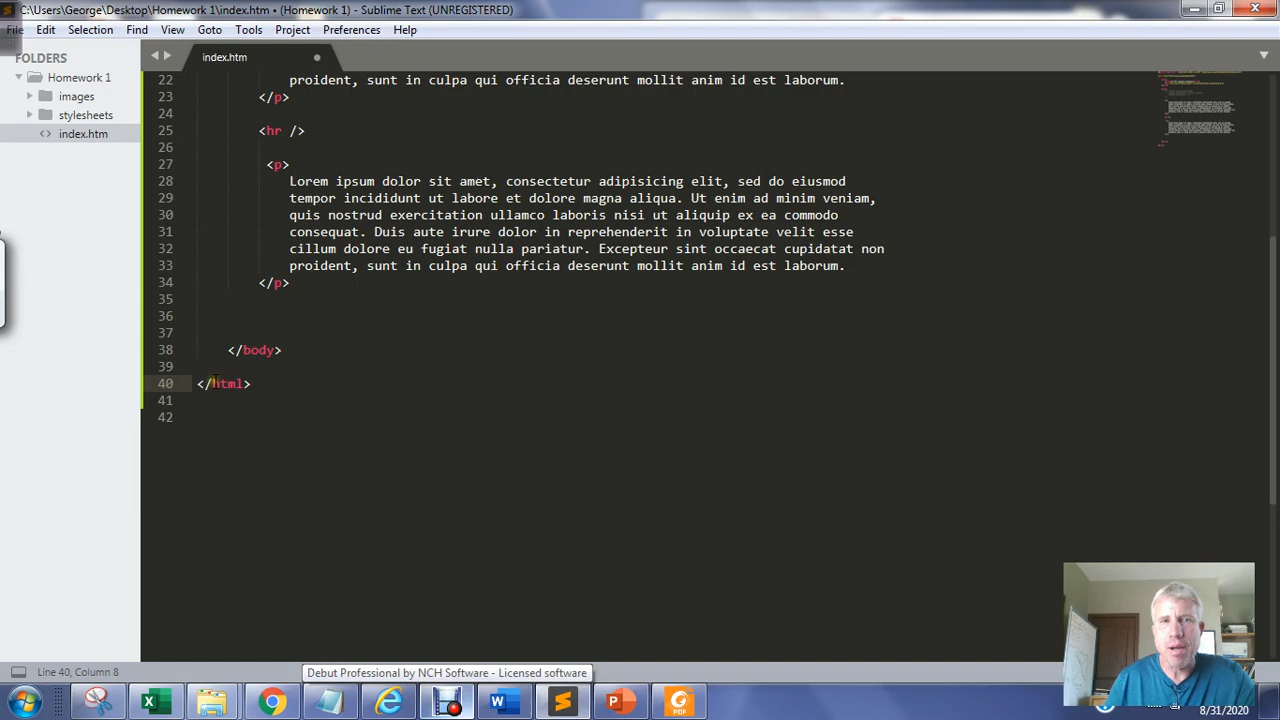 C:\Users\George\Desktop\Homework 1\index.htm • (Homework 1) - Sublime Text (UNREGISTERED)
File Edit Selection Find View Goto Tools Project Preferences Help
FOLDERS
Homework 1
images
stylesheets
index.htm
index.htm
22 proident, sunt in culpa qui officia deserunt mollit anim id est laborum.
23 </p>
24
25 <hr />
26
27 <p>
28 Lorem ipsum dolor sit amet, consectetur adipisicing elit, sed do eiusmod
29 tempor incididunt ut labore et dolore magna aliqua. Ut enim ad minim veniam,
30 quis nostrud exercitation ullamco laboris nisi ut aliquip ex ea commodo
31 consequat. Duis aute irure dolor in reprehenderit in voluptate velit esse
32 cillum dolore eu fugiat nulla pariatur. Excepteur sint occaecat cupidatat non
33 proident, sunt in culpa qui officia deserunt mollit anim id est laborum.
34 </p>
35
36
37
38 </body>
39
40 </html>
41
42
Line 40, Column 8
Debut Professional by NCH Software - Licensed software
8/31/2020